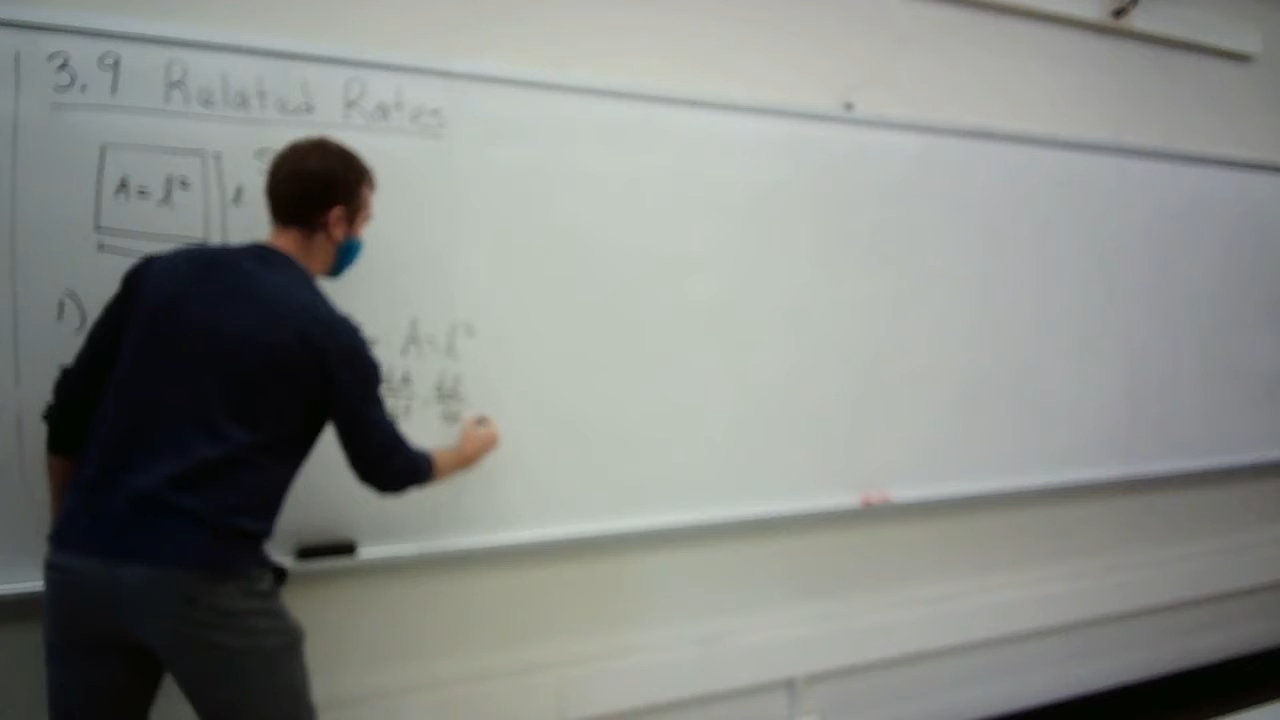 3.9 Related Rates
A = l²
l
1)
A = l²